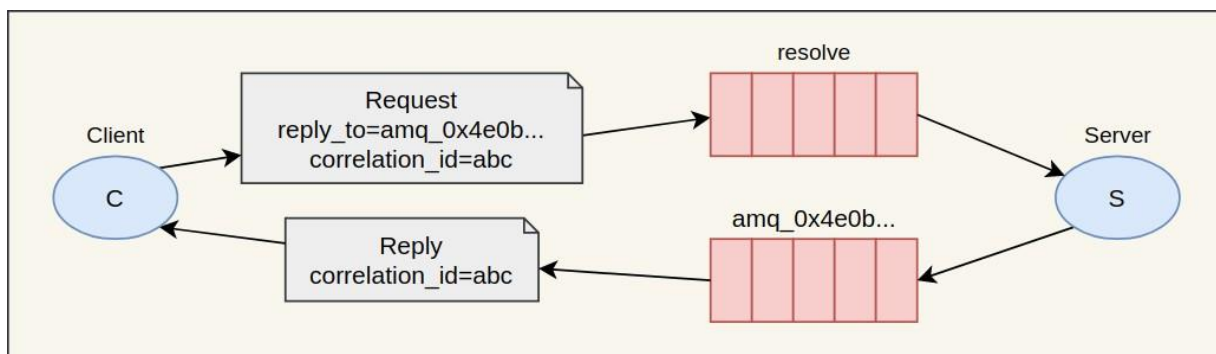 resolve
Request
reply_to=amq_0x4e0b...
correlation_id=abc
Client
Server
C
S
amq_0x4e0b...
Reply
correlation_id=abc